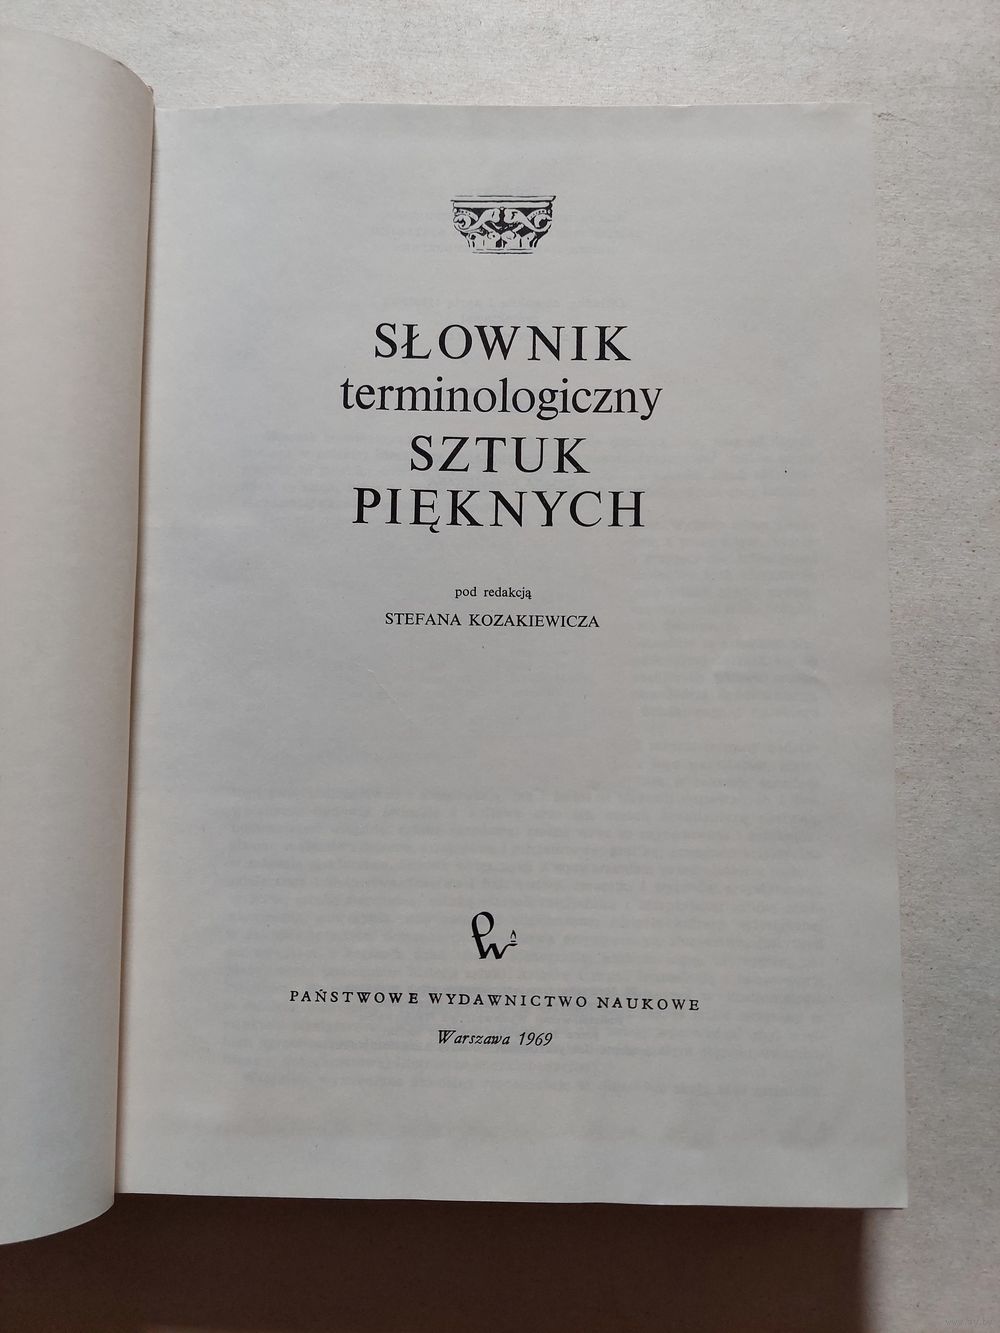 SŁOWNIK
terminologiczny
SZTUK
PIĘKNYCH
pod redakcją
STEFANA KOZAKIEWICZA
PAŃSTWOWE WYDAWNICTWO NAUKOWE
Warszawa 1969